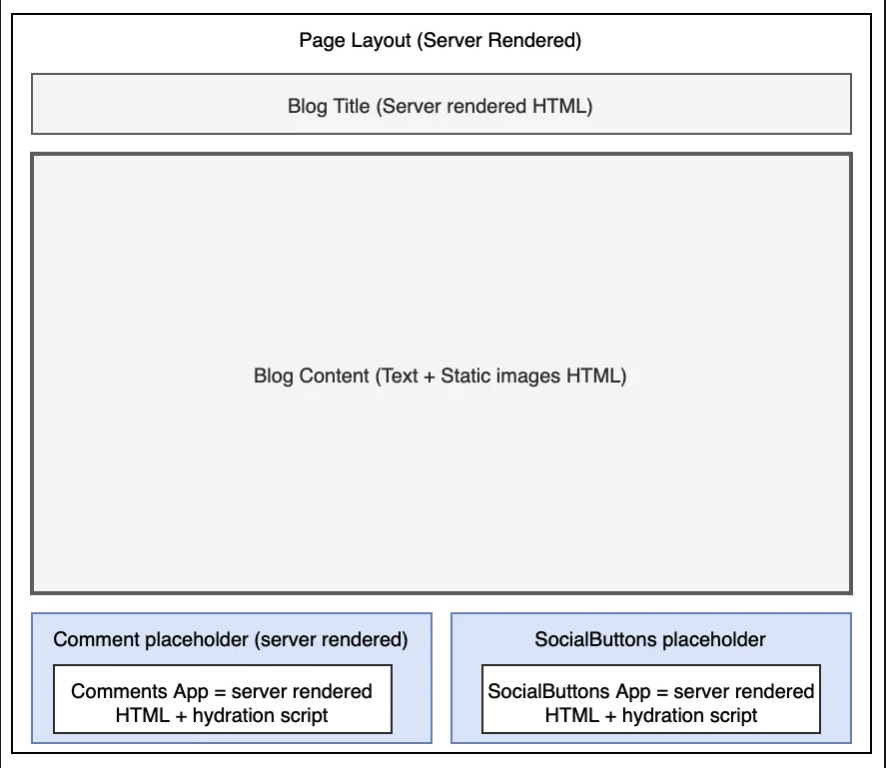 Page Layout (Server Rendered)
Blog Title (Server rendered HTML)
Blog Content (Text + Static images HTML)
Comment placeholder (server rendered)
Comments App = server rendered
HTML + hydration script
SocialButtons placeholder
SocialButtons App = server rendered
HTML + hydration script